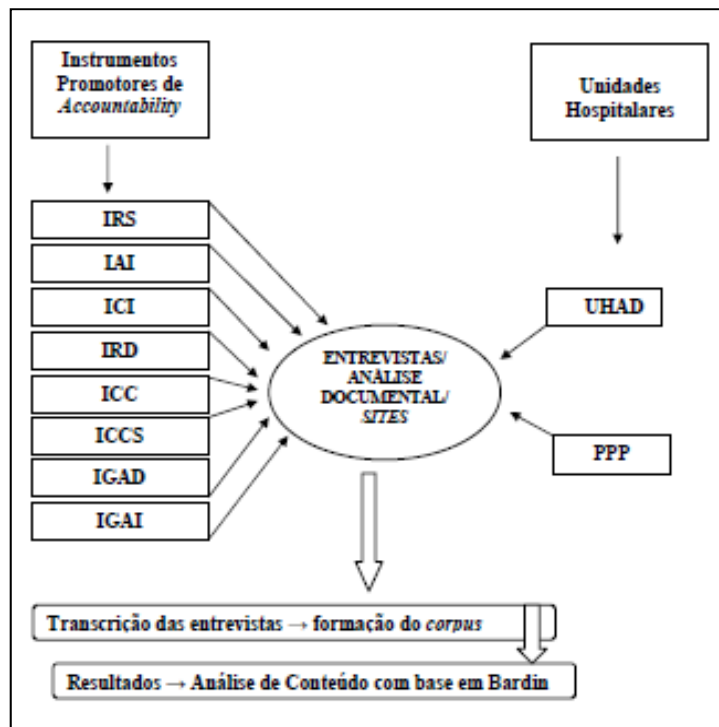 Instrumentos
Promotores de
Accountability
Unidades
Hospitalares
IRS
IAI
ICI
IRD
ICC
ICCS
IGAD
IGAI
ENTREVISTAS/
ANÀLISE
DOCUMENTAL/
SITES
UHAD
PPP
Transcrição das entrevistas → formação do corpus
Resultados → Análise de Conteúdo com base em Bardin